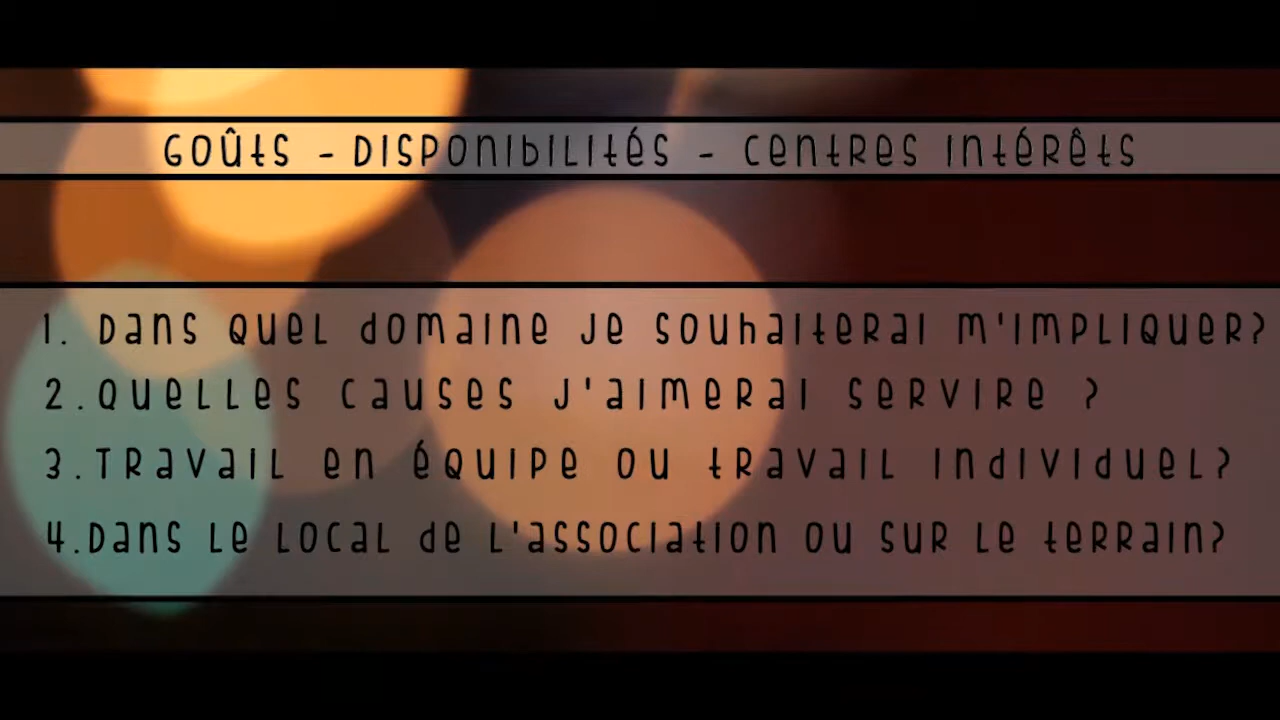 Goûts - Disponibilités - Centres Intérêts
1. Dans quel domaine je souhaiterai m'impliquer?
2.Quelles causes j'aimerai servire ?
3.Travail en équipe ou travail individuel?
4.Dans le local de l'association ou sur le terrain?